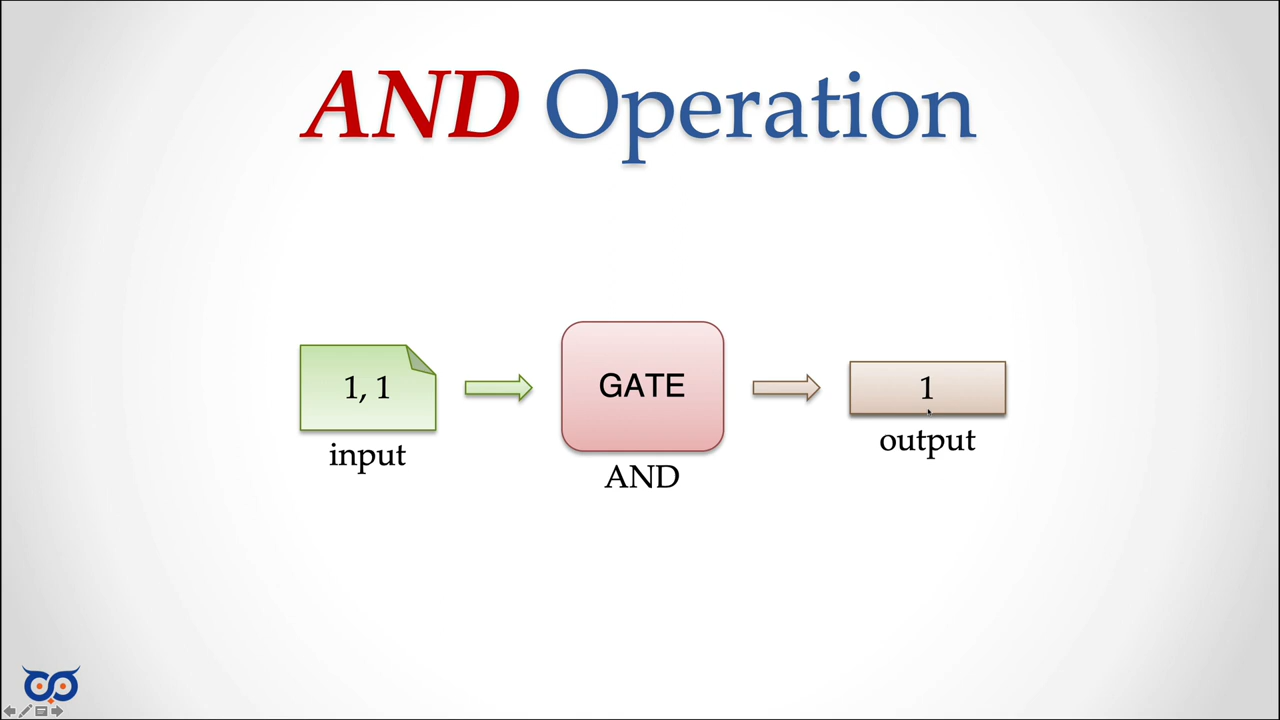 AND Operation
1, 1
GATE
1
input
AND
output